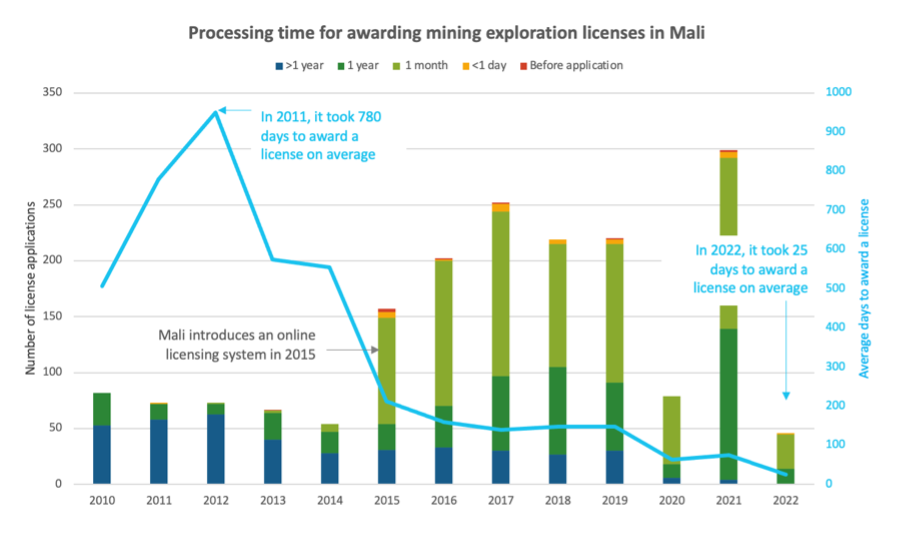 Processing time for awarding mining exploration licenses in Mali
>1 year 1 year 1 month <1 day Before application
350
300
250
200
150
100
50
0
Number of license applications
In 2011, it took 780
days to award a
license on average
Mali introduces an online
licensing system in 2015
In 2022, it took 25
days to award a
license on average
1000
900
800
700
600
500
400
300
200
100
0
Average days to award a license
2010 2011 2012 2013 2014 2015 2016 2017 2018 2019 2020 2021 2022